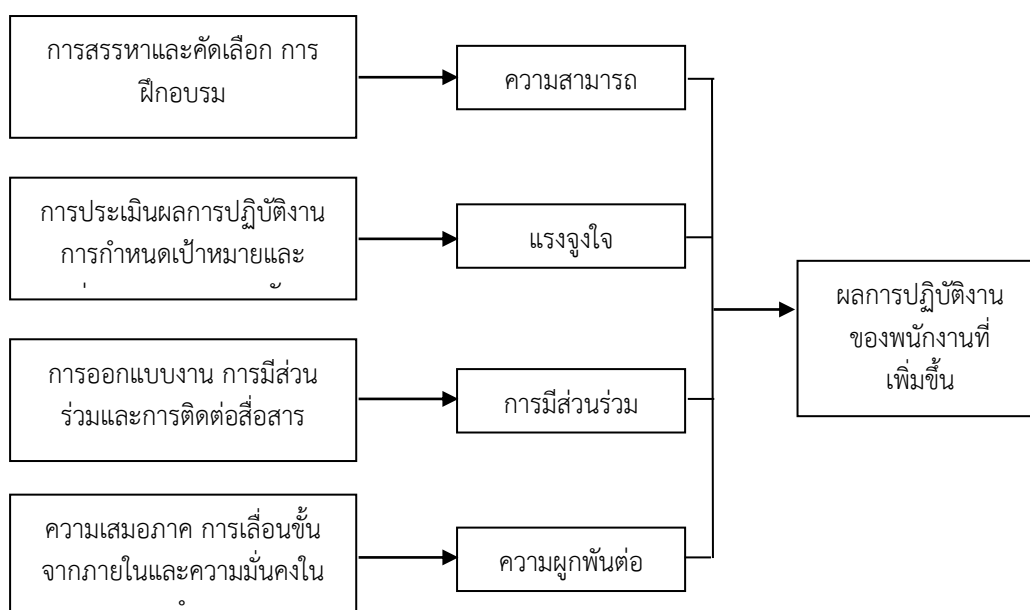 การสรรหาและคัดเลือก การ
ฝึกอบรม
ความสามารถ
การประเมินผลการปฏิบัติงาน
การกำหนดเป้าหมายและ
แรงจูงใจ
ผลการปฏิบัติงาน
ของพนักงานที่
เพิ่มขึ้น
การออกแบบงาน การมีส่วน
ร่วมและการติดต่อสื่อสาร
การมีส่วนร่วม
ความเสมอภาค การเลื่อนขั้น
จากภายในและความมั่นคงใน
ความผูกพันต่อ